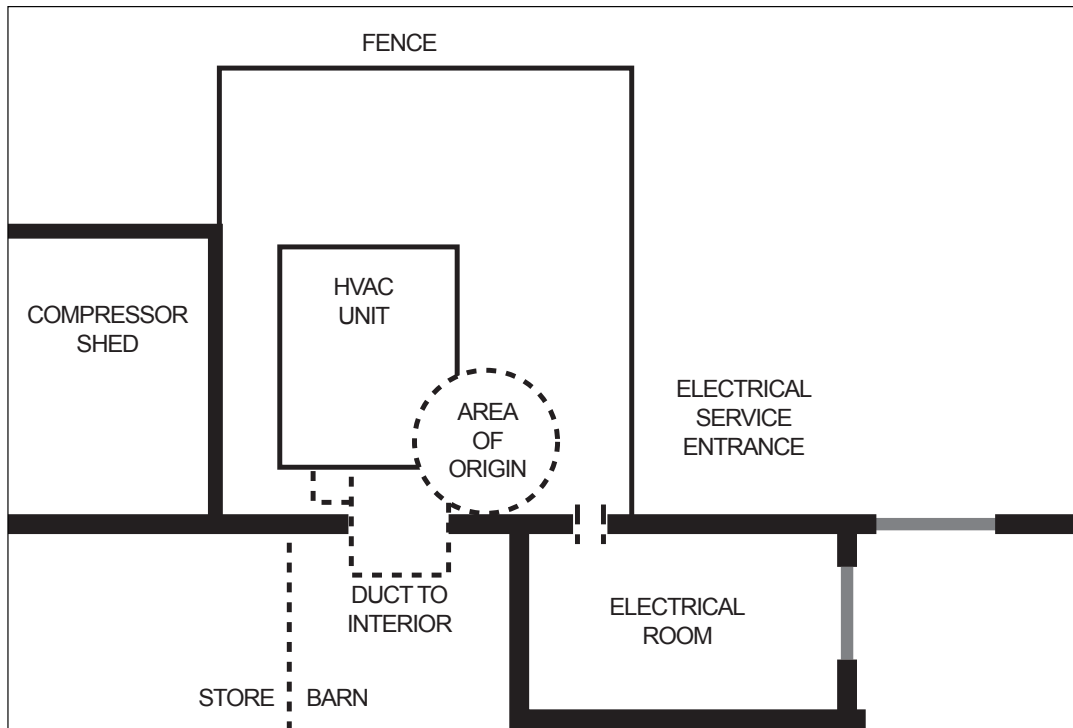 FENCE
HVAC
UNIT
COMPRESSOR
SHED
AREA
OF
ORIGIN
ELECTRICAL
SERVICE
ENTRANCE
DUCT TO
INTERIOR
ELECTRICAL
ROOM
STORE BARN